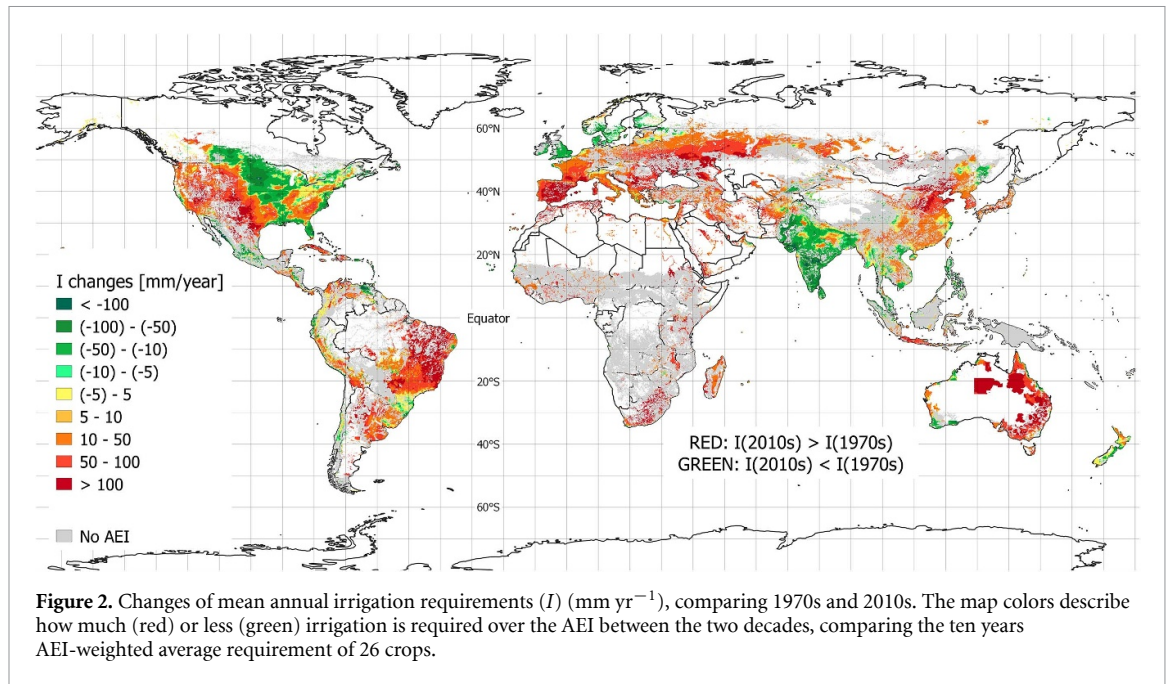 60°N
40°N
20°N
Equator
20°S
40°S
60°S
I changes [mm/year]
< -100
(-100) - (-50)
(-50) - (-10)
(-10) - (-5)
(-5) - 5
5 - 10
10 - 50
50 - 100
> 100
No AEI
RED: I(2010s) > I(1970s)
GREEN: I(2010s) < I(1970s)
Figure 2. Changes of mean annual irrigation requirements (I) (mm yr−1), comparing 1970s and 2010s. The map colors describe
how much (red) or less (green) irrigation is required over the AEI between the two decades, comparing the ten years
AEI-weighted average requirement of 26 crops.